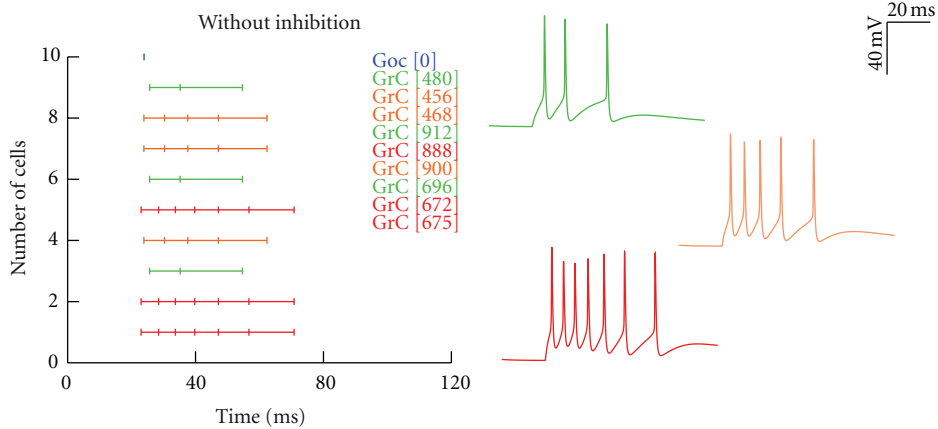 Without inhibition
20 ms
40 mV
Number of cells
10
8
6
4
2
0
Goc [0]
GrC [480]
GrC [456]
GrC [468]
GrC [912]
GrC [888]
GrC [900]
GrC [696]
GrC [672]
GrC [675]
0
40
80
120
Time (ms)